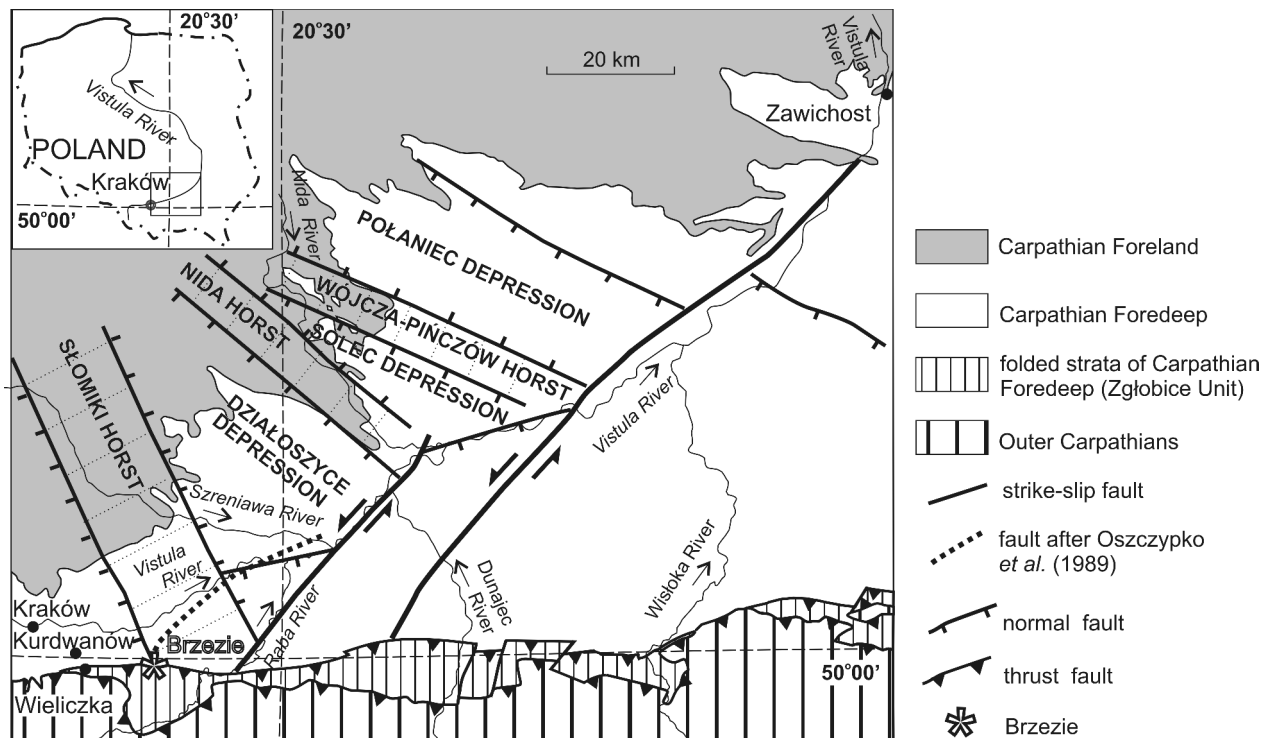 20°30'
20°30'
Vistula River
POLAND
Kraków
50°00'
20 km
Vistula
River
Zawichost
Nida River
POŁANIEC DEPRESSION
NIDA HORST
WÓJCZA-PIŃCZÓW HORST
SOLEC DEPRESSION
SŁOMIKI HORST
DZIAŁOSZYCE
DEPRESSION
Szreniawa River
Vistula River
Vistula
River
Wisłoka River
Dunajec
River
Raba River
Kraków
Kurdwanów
Brzezie
Wieliczka
50°00'
Carpathian Foreland
Carpathian Foredeep
folded strata of Carpathian
Foredeep (Zgłobice Unit)
Outer Carpathians
strike-slip fault
fault after Oszczypko
et al. (1989)
normal fault
thrust fault
Brzezie